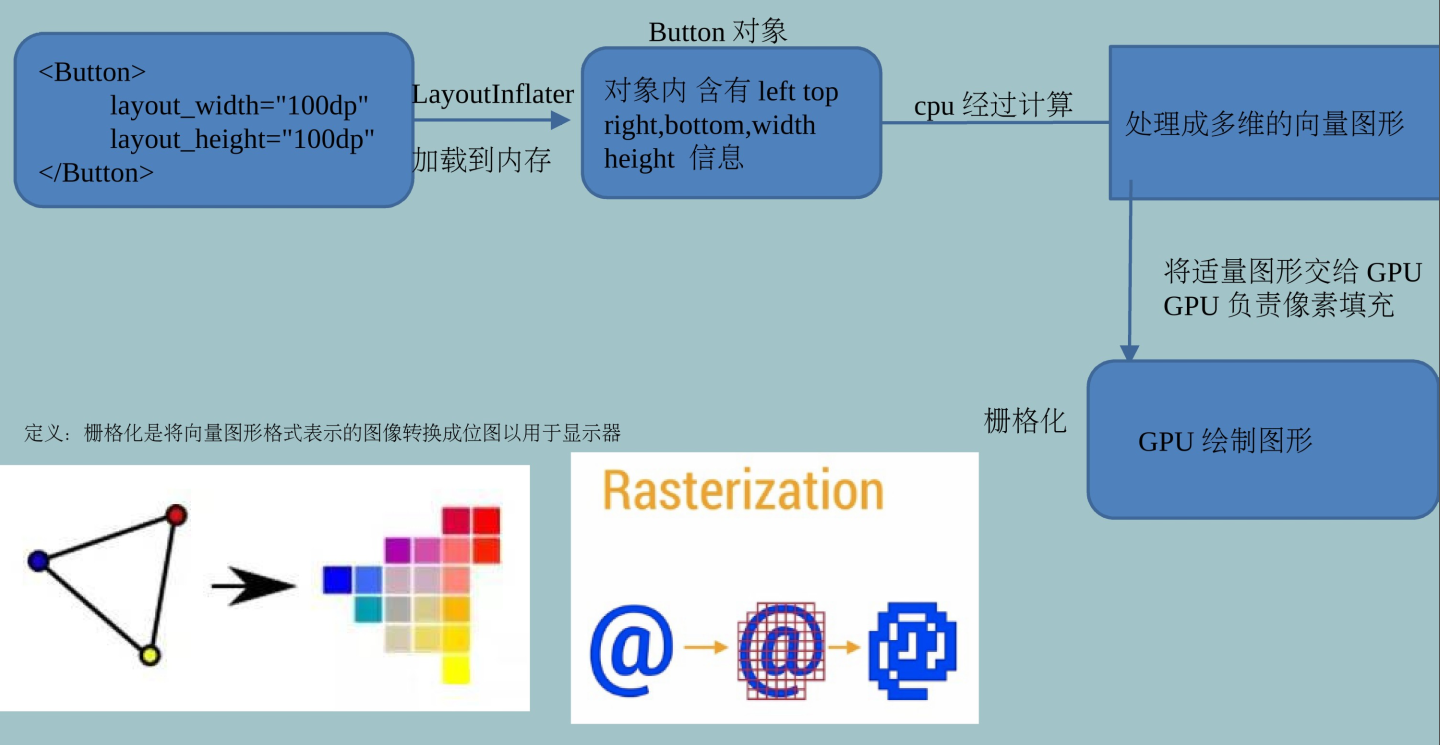 <Button>
layout_width="100dp"
layout_height="100dp"
</Button>
LayoutInflater
加载到内存
Button 对象
对象内 含有 left top
right,bottom,width
height 信息
cpu 经过计算
处理成多维的向量图形
将适量图形交给 GPU
GPU 负责像素填充
栅格化
GPU 绘制图形
定义：栅格化是将向量图形格式表示的图像转换成位图以用于显示器
Rasterization
@ @ @